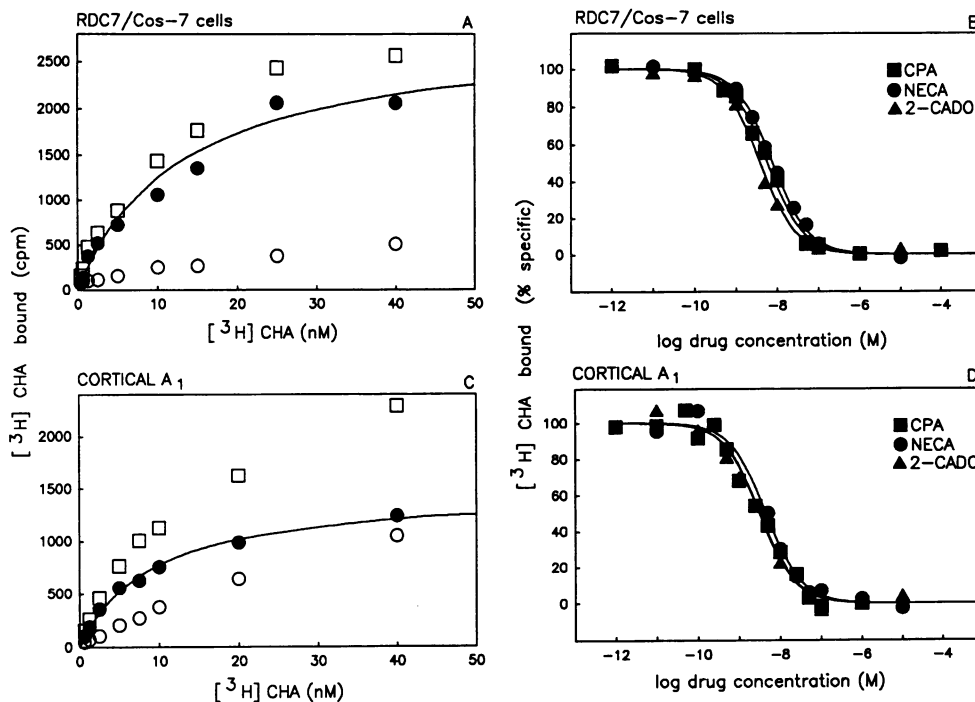 RDC7/Cos-7 cells
A
2500
2000
1500
1000
500
0
0
10
20
30
40
50
[ ³H] CHA (nM)
RDC7/Cos-7 cells
100
80
60
40
20
0
-12
-10
-8
-6
-4
log drug concentration (M)
CPA
NECA
2-CADO
[ ³H] CHA bound (cpm)
[ ³H] CHA bound (% specific)
CORTICAL A ₁
C
2000
1500
1000
500
0
0
10
20
30
40
50
[ ³H] CHA (nM)
CORTICAL A₁
D
100
80
60
40
20
0
-12
-10
-8
-6
-4
log drug concentration (M)
CPA
NECA
2-CADO